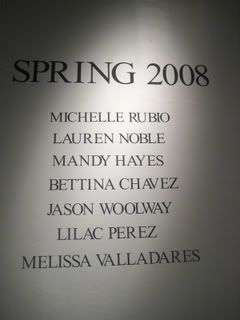 SPRING 2008
MICHELLE RUBIO
LAUREN NOBLE
MANDY HAYES
BETTINA CHAVEZ
JASON WOOLWAY
LILAC PEREZ
MELISSA VALLADARES